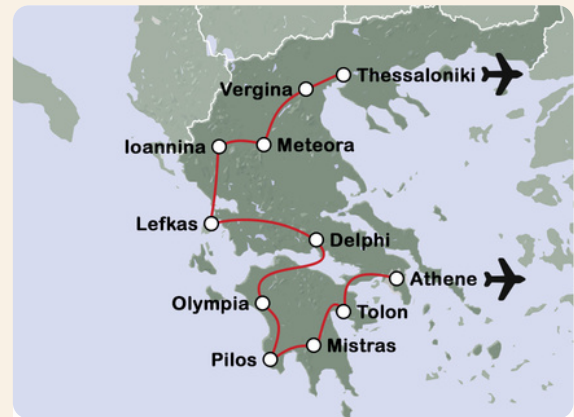 Thessaloniki
Vergina
Ioannina
Meteora
Lefkas
Delphi
Athene
Olympia
Tolon
Mistras
Pilos